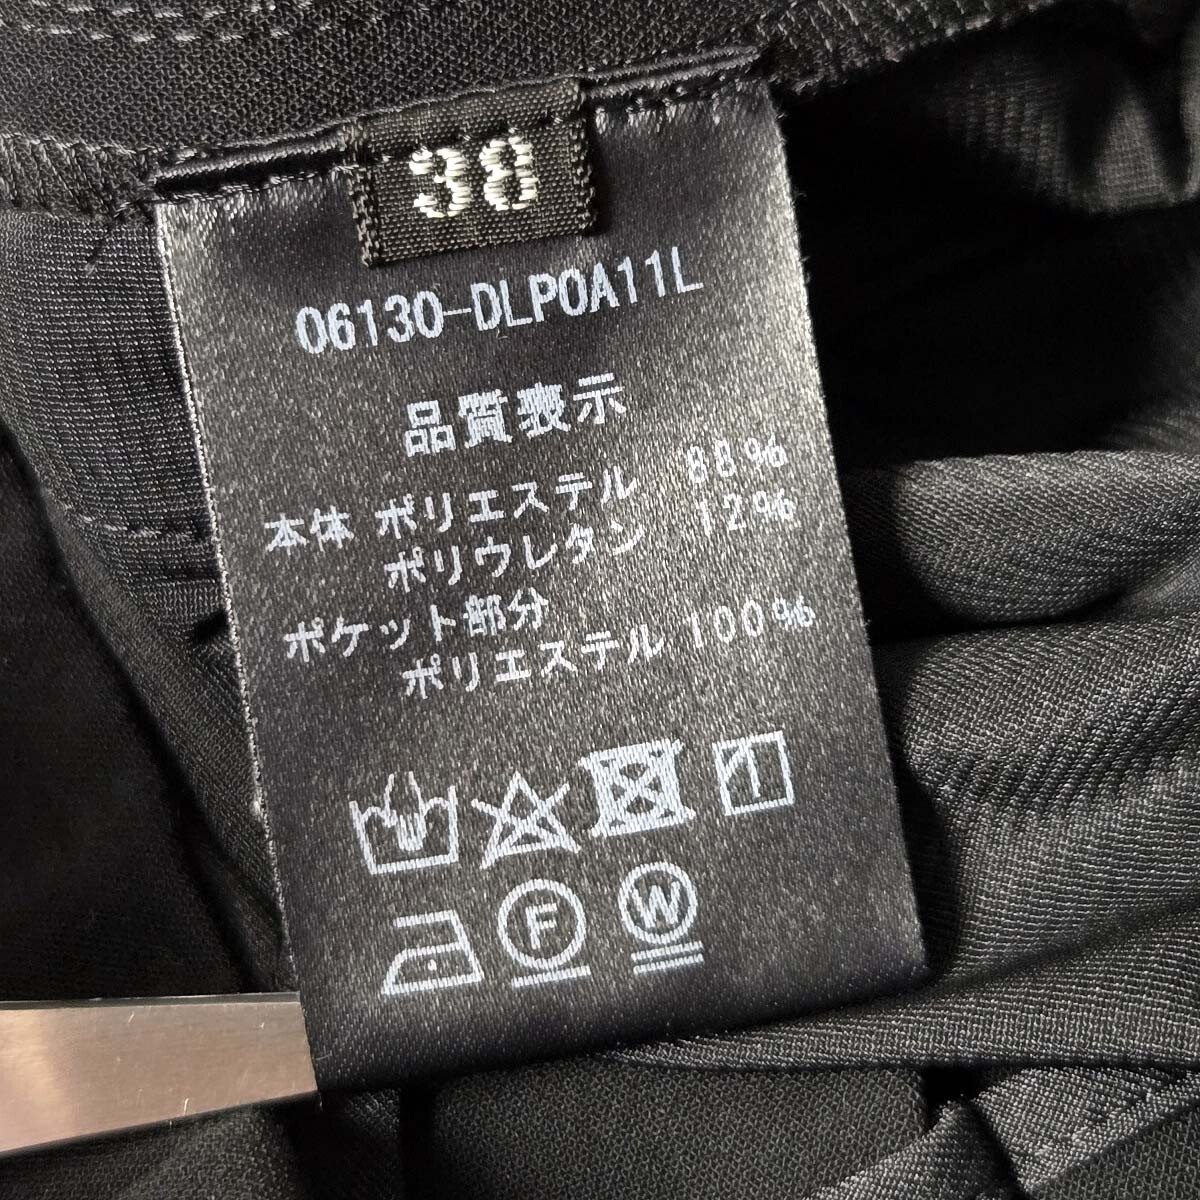 38
06130-DLP0A11L
品質表示
本体 ポリエステル 88%
ポリウレタン 12%
ポケット部分
ポリエステル 100%
F
W